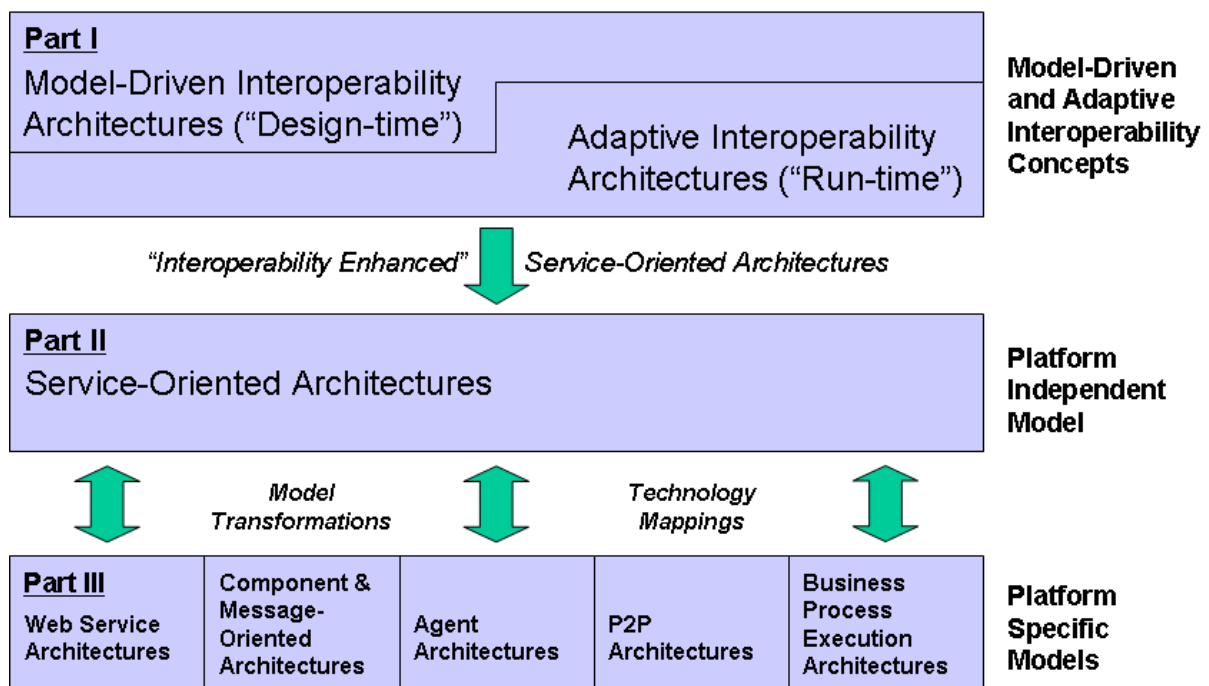 Part I
Model-Driven Interoperability
Architectures (“Design-time”)
Adaptive Interoperability
Architectures (“Run-time”)
Model-Driven
and Adaptive
Interoperability
Concepts
“Interoperability Enhanced”
Service-Oriented Architectures
Part II
Service-Oriented Architectures
Platform
Independent
Model
Model
Transformations
Technology
Mappings
Part III
Web Service
Architectures
Component &
Message-
Oriented
Architectures
Agent
Architectures
P2P
Architectures
Business
Process
Execution
Architectures
Platform
Specific
Models